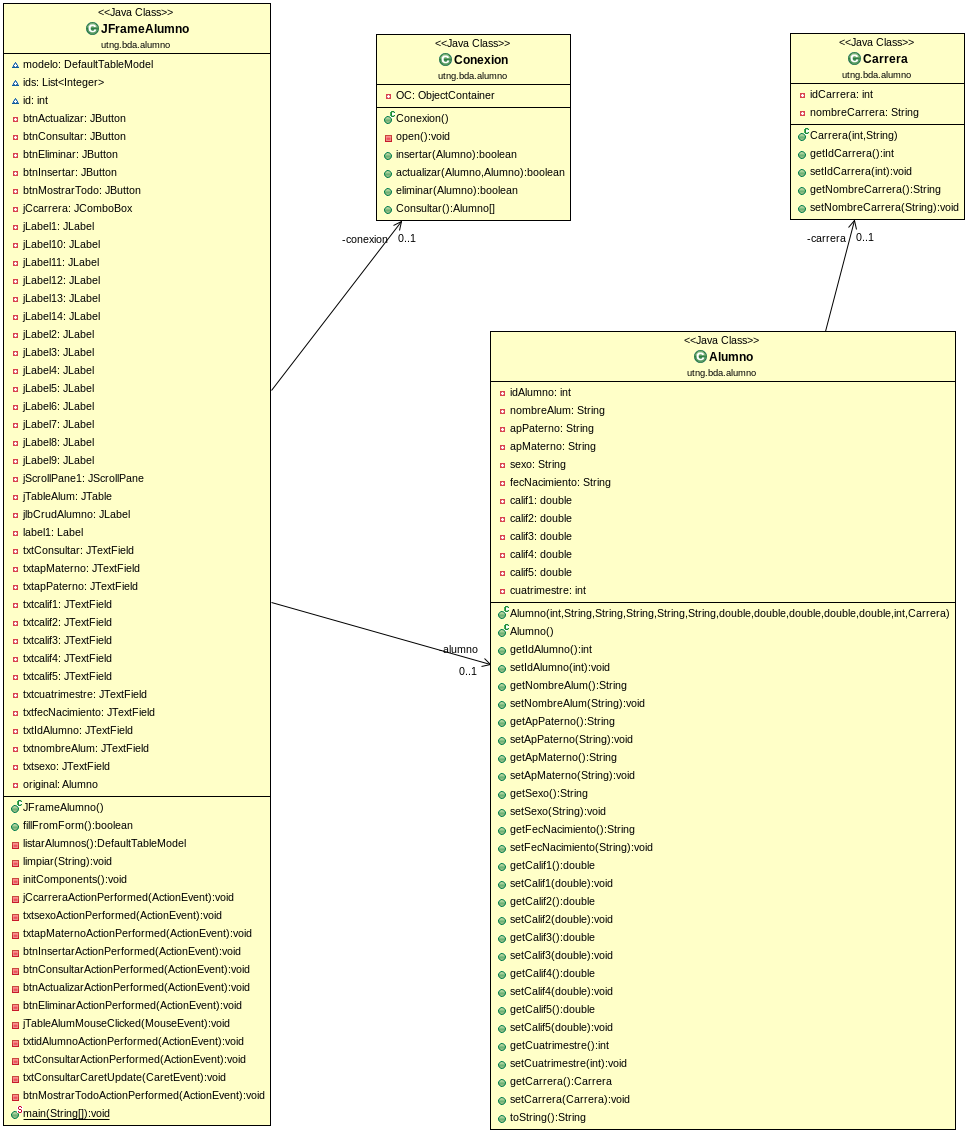 <<Java Class>>
JFrameAlumno
utng.bda.alumno
modelo: DefaultTableModel
ids: List<Integer>
id: int
btnActualizar: JButton
btnConsultar: JButton
btnEliminar: JButton
btnInsertar: JButton
btnMostrarTodo: JButton
jCcarrera: JComboBox
jLabel1: JLabel
jLabel10: JLabel
jLabel11: JLabel
jLabel12: JLabel
jLabel13: JLabel
jLabel14: JLabel
jLabel2: JLabel
jLabel3: JLabel
jLabel4: JLabel
jLabel5: JLabel
jLabel6: JLabel
jLabel7: JLabel
jLabel8: JLabel
jLabel9: JLabel
jScrollPane1: JScrollPane
jTableAlum: JTable
jlbCrudAlumno: JLabel
label1: Label
txtConsultar: JTextField
txtapMaterno: JTextField
txtapPaterno: JTextField
txtcalif1: JTextField
txtcalif2: JTextField
txtcalif3: JTextField
txtcalif4: JTextField
txtcalif5: JTextField
txtcuatrimestre: JTextField
txtfecNacimiento: JTextField
txtIdAlumno: JTextField
txtnombreAlum: JTextField
txtsexo: JTextField
original: Alumno
JFrameAlumno()
fillFromForm():boolean
listarAlumnos():DefaultTableModel
limpiar(String):void
initComponents():void
jCcarreraActionPerformed(ActionEvent):void
txtsexoActionPerformed(ActionEvent):void
txtapMaternoActionPerformed(ActionEvent):void
btnInsertarActionPerformed(ActionEvent):void
btnConsultarActionPerformed(ActionEvent):void
btnActualizarActionPerformed(ActionEvent):void
btnEliminarActionPerformed(ActionEvent):void
jTableAlumMouseClicked(MouseEvent):void
txtidAlumnoActionPerformed(ActionEvent):void
txtConsultarActionPerformed(ActionEvent):void
txtConsultarCaretUpdate(CaretEvent):void
btnMostrarTodoActionPerformed(ActionEvent):void
main(String[]):void
<<Java Class>>
Conexion
utng.bda.alumno
OC: ObjectContainer
Conexion()
open():void
insertar(Alumno):boolean
actualizar(Alumno,Alumno):boolean
eliminar(Alumno):boolean
Consultar():Alumno[]
-conexion 0..1
<<Java Class>>
Carrera
utng.bda.alumno
idCarrera: int
nombreCarrera: String
Carrera(int,String)
getIdCarrera():int
setIdCarrera(int):void
getNombreCarrera():String
setNombreCarrera(String):void
-carrera 0..1
alumno
0..1
<<Java Class>>
Alumno
utng.bda.alumno
idAlumno: int
nombreAlum: String
apPaterno: String
apMaterno: String
sexo: String
fecNacimiento: String
calif1: double
calif2: double
calif3: double
calif4: double
calif5: double
cuatrimestre: int
Alumno(int,String,String,String,String,String,double,double,double,double,double,int,Carrera)
Alumno()
getIdAlumno():int
setIdAlumno(int):void
getNombreAlum():String
setNombreAlum(String):void
getApPaterno():String
setApPaterno(String):void
getApMaterno():String
setApMaterno(String):void
getSexo():String
setSexo(String):void
getFecNacimiento():String
setFecNacimiento(String):void
getCalif1():double
setCalif1(double):void
getCalif2():double
setCalif2(double):void
getCalif3():double
setCalif3(double):void
getCalif4():double
setCalif4(double):void
getCalif5():double
setCalif5(double):void
getCuatrimestre():int
setCuatrimestre(int):void
getCarrera():Carrera
setCarrera(Carrera):void
toString():String